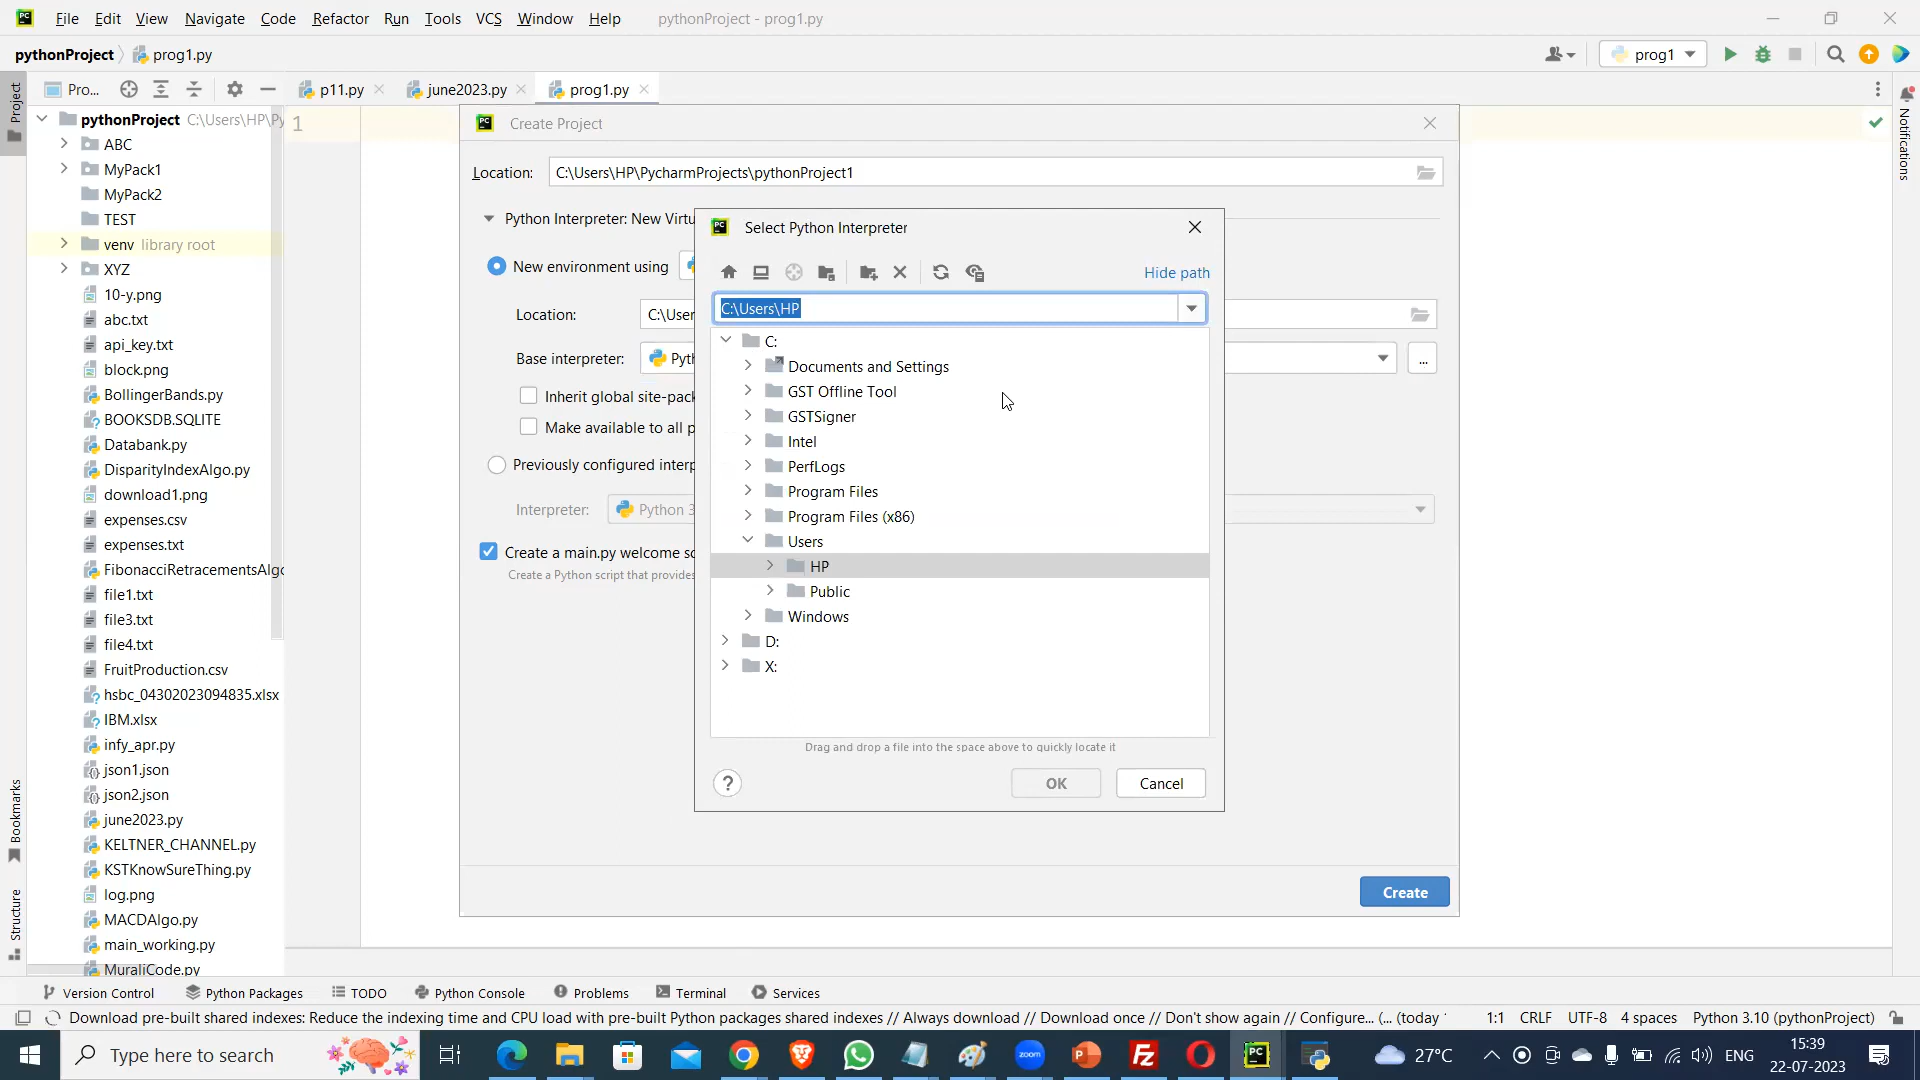 File Edit View Navigate Code Refactor Run Tools VCS Window Help pythonProject - prog1.py
pythonProject prog1.py prog1
Project
Pro... p11.py june2023.py prog1.py
Notifications
pythonProject C:\Users\HP\Py
ABC
MyPack1
MyPack2
TEST
venv library root
XYZ
10-y.png
abc.txt
api_key.txt
block.png
BollingerBands.py
BOOKSDB.SQLITE
Databank.py
DisparityIndexAlgo.py
download1.png
expenses.csv
expenses.txt
FibonacciRetracementsAlgo
file1.txt
file3.txt
file4.txt
FruitProduction.csv
hsbc_04302023094835.xlsx
IBM.xlsx
infy_apr.py
json1.json
json2.json
june2023.py
KELTNER_CHANNEL.py
KSTKnowSureThing.py
log.png
MACDAlgo.py
main_working.py
MuraliCode.py
Bookmarks
Structure
1
Create Project
Location: C:\Users\HP\PycharmProjects\pythonProject1
Python Interpreter: New Virtu
New environment using
Location: C:\User
Base interpreter: Pyth
...
Inherit global site-pack
Make available to all p
Previously configured interp
Interpreter: Python 3
Create a main.py welcome sc
Create a Python script that provides
Create
Select Python Interpreter
Hide path
C:\Users\HP
C:
Documents and Settings
GST Offline Tool
GSTSigner
Intel
PerfLogs
Program Files
Program Files (x86)
Users
HP
Public
Windows
D:
X:
Drag and drop a file into the space above to quickly locate it
? OK Cancel
Version Control Python Packages TODO Python Console Problems Terminal Services
Download pre-built shared indexes: Reduce the indexing time and CPU load with pre-built Python packages shared indexes // Always download // Download once // Don't show again // Configure... (... (today 1:1 CRLF UTF-8 4 spaces Python 3.10 (pythonProject)
Type here to search zoom 27°C ENG 15:39
22-07-2023